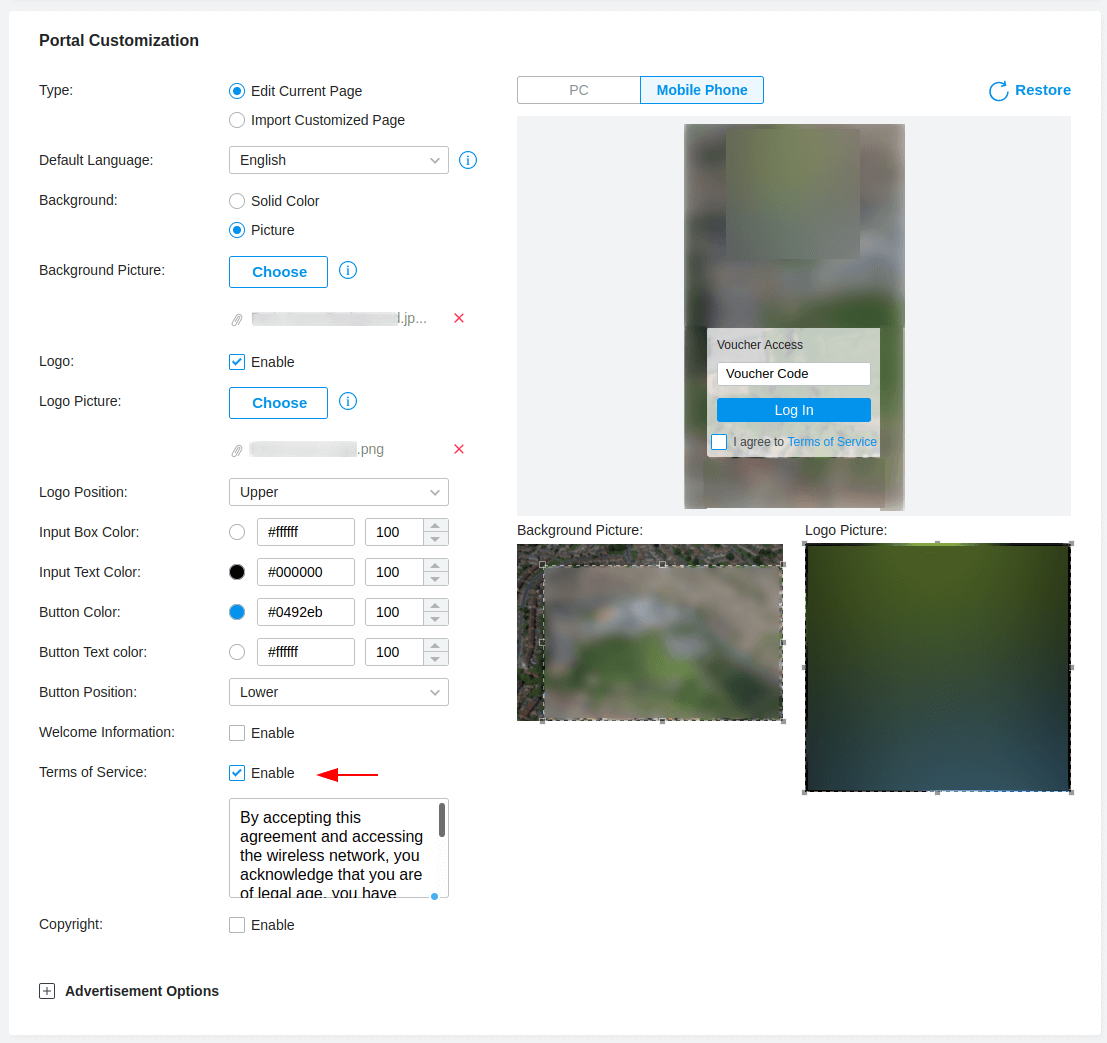 Portal Customization
Type:
Edit Current Page
Import Customized Page
Default Language:
English
Background:
Solid Color
Picture
Background Picture:
Choose
.jp...
Logo:
Enable
Logo Picture:
Choose
.png
Logo Position:
Upper
Input Box Color:
#ffffff
100
Input Text Color:
#000000
100
Button Color:
#0492eb
100
Button Text color:
#ffffff
100
Button Position:
Lower
Welcome Information:
Enable
Terms of Service:
Enable
By accepting this
agreement and accessing
the wireless network, you
acknowledge that you are
of legal age, you have
Copyright:
Enable
Advertisement Options
PC
Mobile Phone
Restore
Voucher Access
Voucher Code
Log In
I agree to Terms of Service
Background Picture:
Logo Picture: